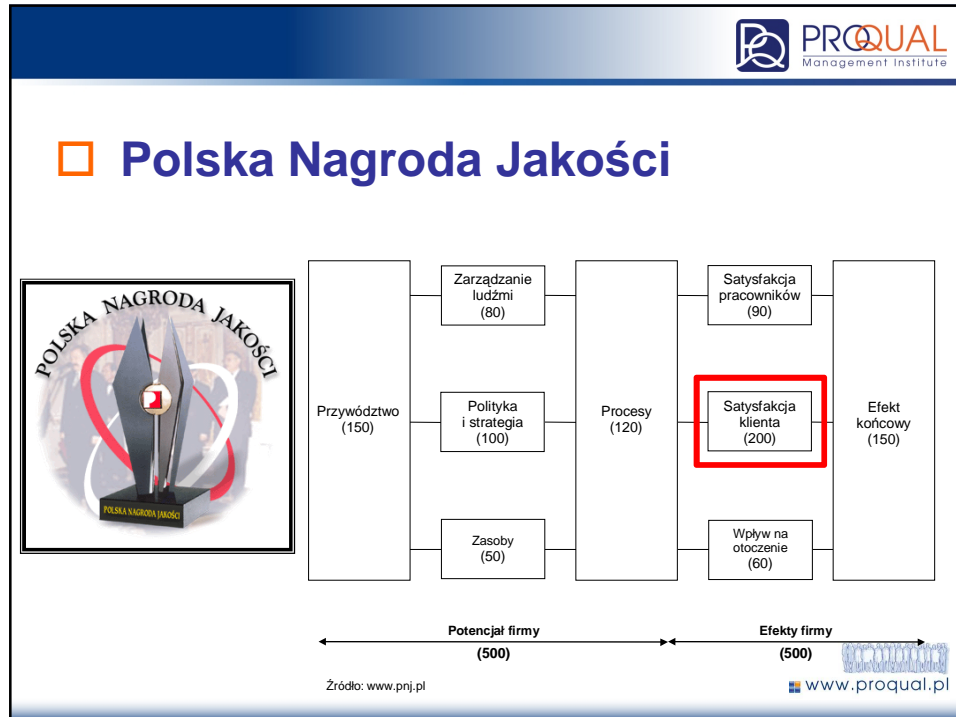 PQ PROQUAL
Management Institute
Polska Nagroda Jakości
POLSKA NAGRODA JAKOŚCI
POLSKA NAGRODA JAKOŚCI
Przywództwo
(150)
Zarządzanie
ludźmi
(80)
Polityka
i strategia
(100)
Zasoby
(50)
Procesy
(120)
Satysfakcja
pracowników
(90)
Satysfakcja
klienta
(200)
Wpływ na
otoczenie
(60)
Efekt
końcowy
(150)
Potencjał firmy
(500)
Efekty firmy
(500)
Źródło: www.pnj.pl
www.proqual.pl